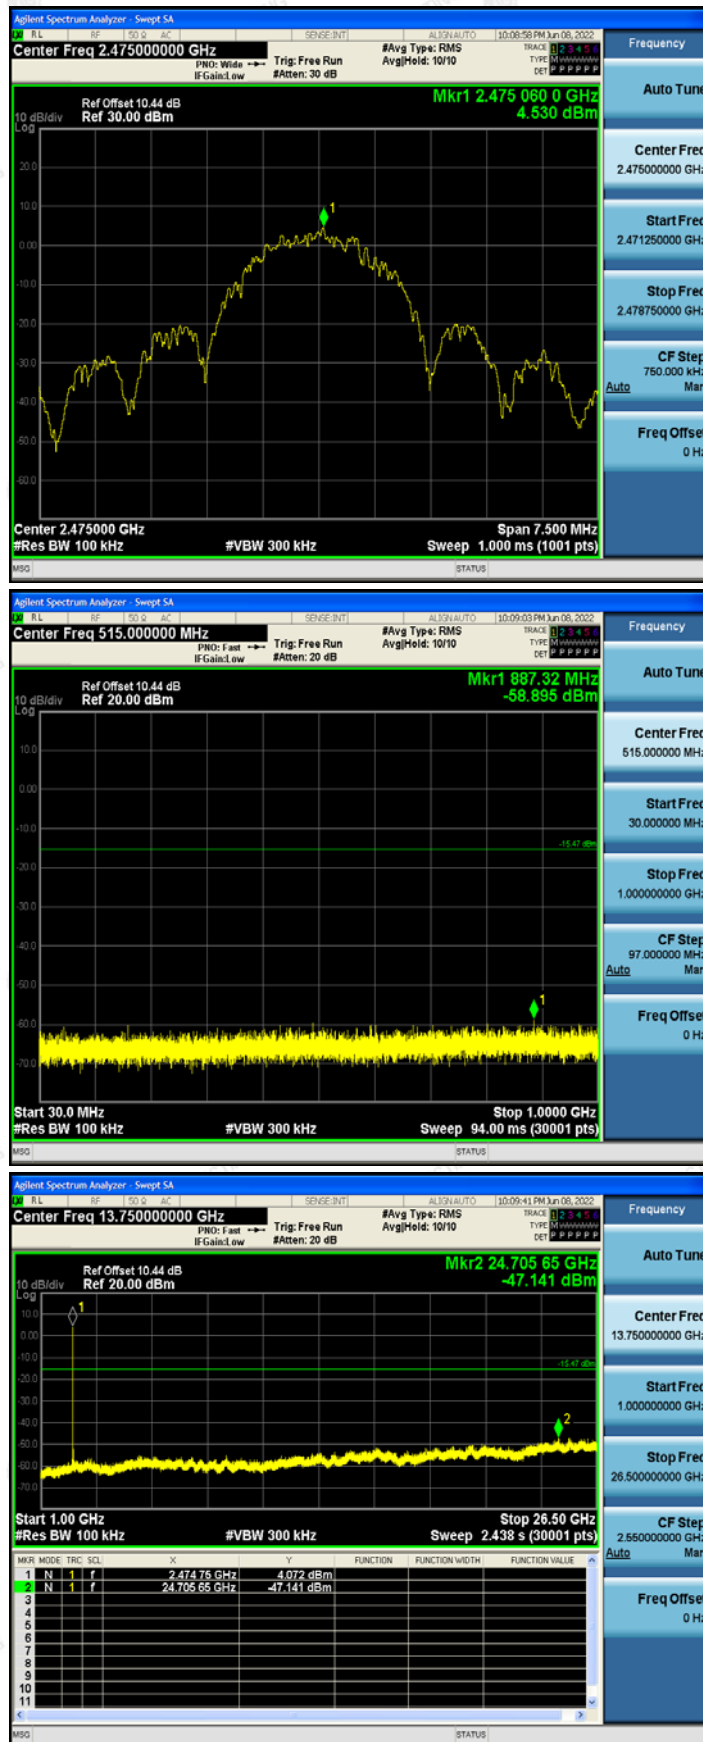 Agilent Spectrum Analyzer - Swept SA
RL RF 50 Ω AC SENSE:INT ALIGNAUTO 10:08:58 PM Jun 08, 2022
Center Freq 2.475000000 GHz #Avg Type: RMS TRACE 1 2 3 4 5 6
PNO: Wide Trig: Free Run Avg|Hold: 10/10 TYPE M
IFGain:Low #Atten: 30 dB DET P P P P P P
Frequency
Auto Tune
Ref Offset 10.44 dB Mkr1 2.475 060 0 GHz
10 dB/div Ref 30.00 dBm 4.530 dBm
Log
20.0
10.0
0.00
-10.0
-20.0
-30.0
-40.0
-50.0
-60.0
1
Center Freq
2.475000000 GHz
Start Freq
2.471250000 GHz
Stop Freq
2.478750000 GHz
CF Step
750.000 kHz
Auto Man
Freq Offset
0 Hz
Center 2.475000 GHz Span 7.500 MHz
#Res BW 100 kHz #VBW 300 kHz Sweep 1.000 ms (1001 pts)
MSG STATUS
Agilent Spectrum Analyzer - Swept SA
RL RF 50 Ω AC SENSE:INT ALIGNAUTO 10:09:03 PM Jun 08, 2022
Center Freq 515.000000 MHz #Avg Type: RMS TRACE 1 2 3 4 5 6
PNO: Fast Trig: Free Run Avg|Hold: 10/10 TYPE M
IFGain:Low #Atten: 20 dB DET P P P P P P
Frequency
Auto Tune
Ref Offset 10.44 dB Mkr1 887.32 MHz
10 dB/div Ref 20.00 dBm -58.895 dBm
Log
10.0
0.00
-10.0
-15.47 dBm
-20.0
-30.0
-40.0
-50.0
-60.0
-70.0
1
Center Freq
515.000000 MHz
Start Freq
30.000000 MHz
Stop Freq
1.000000000 GHz
CF Step
97.000000 MHz
Auto Man
Freq Offset
0 Hz
Start 30.0 MHz Stop 1.0000 GHz
#Res BW 100 kHz #VBW 300 kHz Sweep 94.00 ms (30001 pts)
MSG STATUS
Agilent Spectrum Analyzer - Swept SA
RL RF 50 Ω AC SENSE:INT ALIGNAUTO 10:09:41 PM Jun 08, 2022
Center Freq 13.750000000 GHz #Avg Type: RMS TRACE 1 2 3 4 5 6
PNO: Fast Trig: Free Run Avg|Hold: 10/10 TYPE M
IFGain:Low #Atten: 20 dB DET P P P P P P
Frequency
Auto Tune
Ref Offset 10.44 dB Mkr2 24.705 65 GHz
10 dB/div Ref 20.00 dBm -47.141 dBm
Log
10.0
0.00
-10.0
-15.47 dBm
-20.0
-30.0
-40.0
-50.0
-60.0
-70.0
1
2
Center Freq
13.750000000 GHz
Start Freq
1.000000000 GHz
Stop Freq
26.500000000 GHz
CF Step
2.550000000 GHz
Auto Man
Freq Offset
0 Hz
Start 1.00 GHz Stop 26.50 GHz
#Res BW 100 kHz #VBW 300 kHz Sweep 2.438 s (30001 pts)
MKR MODE TRC SCL X Y FUNCTION FUNCTION WIDTH FUNCTION VALUE
1 N 1 f 2.474 75 GHz 4.072 dBm
2 N 1 f 24.705 65 GHz -47.141 dBm
3
4
5
6
7
8
9
10
11
MSG STATUS